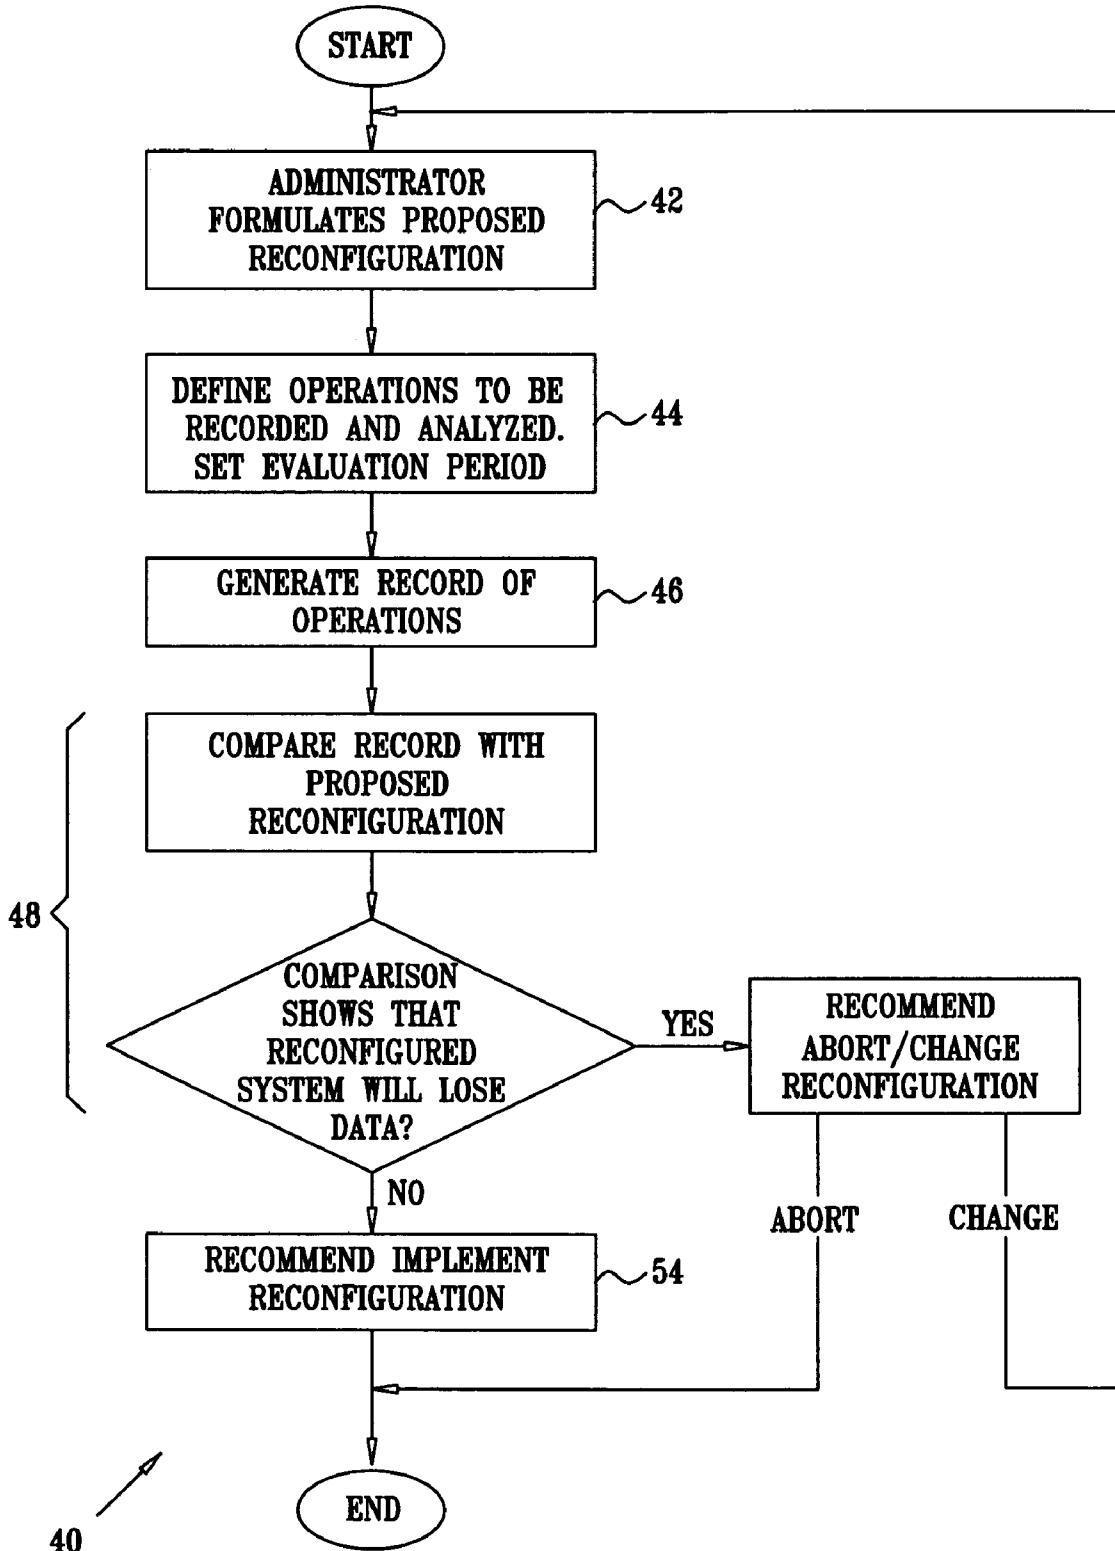 START
ADMINISTRATOR
FORMULATES PROPOSED
RECONFIGURATION
42
DEFINE OPERATIONS TO BE
RECORDED AND ANALYZED.
SET EVALUATION PERIOD
44
GENERATE RECORD OF
OPERATIONS
46
COMPARE RECORD WITH
PROPOSED
RECONFIGURATION
48
COMPARISON
SHOWS THAT
RECONFIGURED
SYSTEM WILL LOSE
DATA?
YES
RECOMMEND
ABORT/CHANGE
RECONFIGURATION
NO
ABORT
CHANGE
RECOMMEND IMPLEMENT
RECONFIGURATION
54
END
40